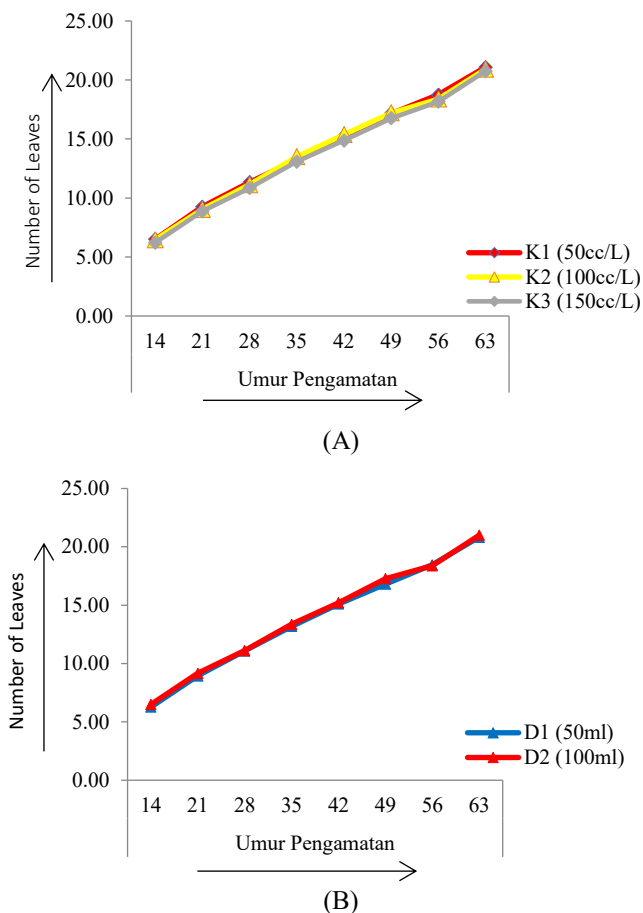 25.00
20.00
15.00
10.00
5.00
0.00
Number of Leaves
K1 (50cc/L)
K2 (100cc/L)
K3 (150cc/L)
14 21 28 35 42 49 56 63
Umur Pengamatan
(A)
25.00
20.00
15.00
10.00
5.00
0.00
Number of Leaves
D1 (50ml)
D2 (100ml)
14 21 28 35 42 49 56 63
Umur Pengamatan
(B)